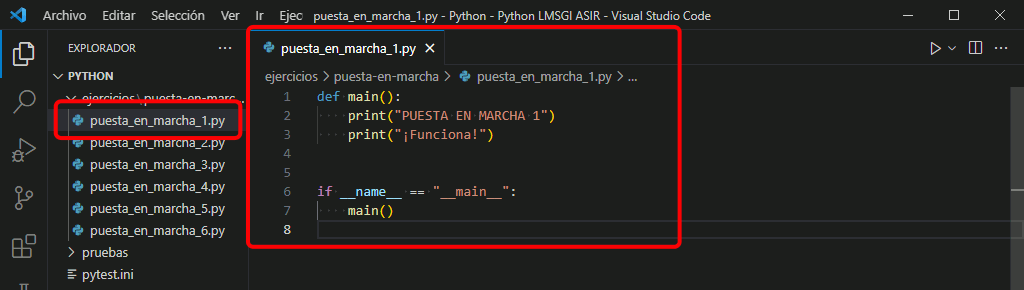 Archivo Editar Selección Ver Ir Ejec puesta_en_marcha_1.py - Python - Python LMSGI ASIR - Visual Studio Code
EXPLORADOR ...
PYTHON
ejercicios\puesta-en-marc...
puesta_en_marcha_1.py
puesta_en_marcha_2.py
puesta_en_marcha_3.py
puesta_en_marcha_4.py
puesta_en_marcha_5.py
puesta_en_marcha_6.py
pruebas
pytest.ini
puesta_en_marcha_1.py
ejercicios > puesta-en-marcha > puesta_en_marcha_1.py > ...
1 def main():
2 print("PUESTA EN MARCHA 1")
3 print("¡Funciona!")
4
5
6 if __name__ == "__main__":
7 main()
8